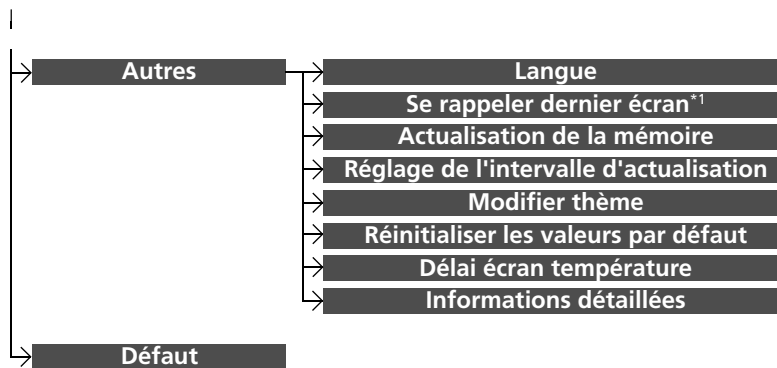 Autres
Langue
Se rappeler dernier écran*1
Actualisation de la mémoire
Réglage de l'intervalle d'actualisation
Modifier thème
Réinitialiser les valeurs par défaut
Délai écran température
Informations détaillées
Défaut